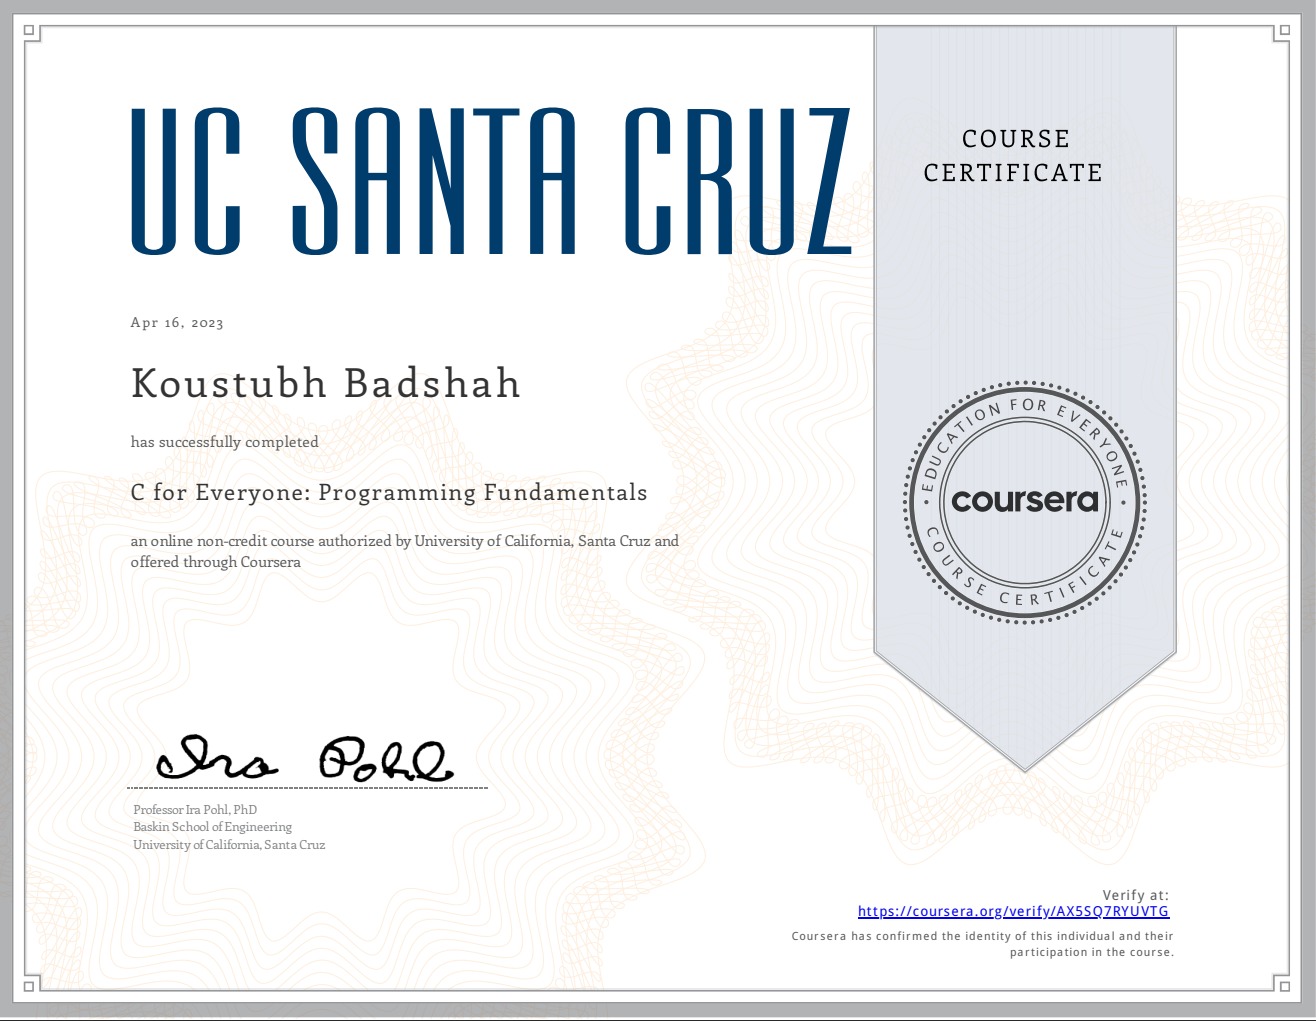 UC SANTA CRUZ
COURSE
CERTIFICATE
Apr 16, 2023
Koustubh Badshah
has successfully completed
C for Everyone: Programming Fundamentals
an online non-credit course authorized by University of California, Santa Cruz and
offered through Coursera
EDUCATION FOR EVERYONE
coursera
COURSE CERTIFICATE
Ira Pohl
Professor Ira Pohl, PhD
Baskin School of Engineering
University of California, Santa Cruz
Verify at:
https://coursera.org/verify/AX5SQ7RYUVTG
Coursera has confirmed the identity of this individual and their
participation in the course.